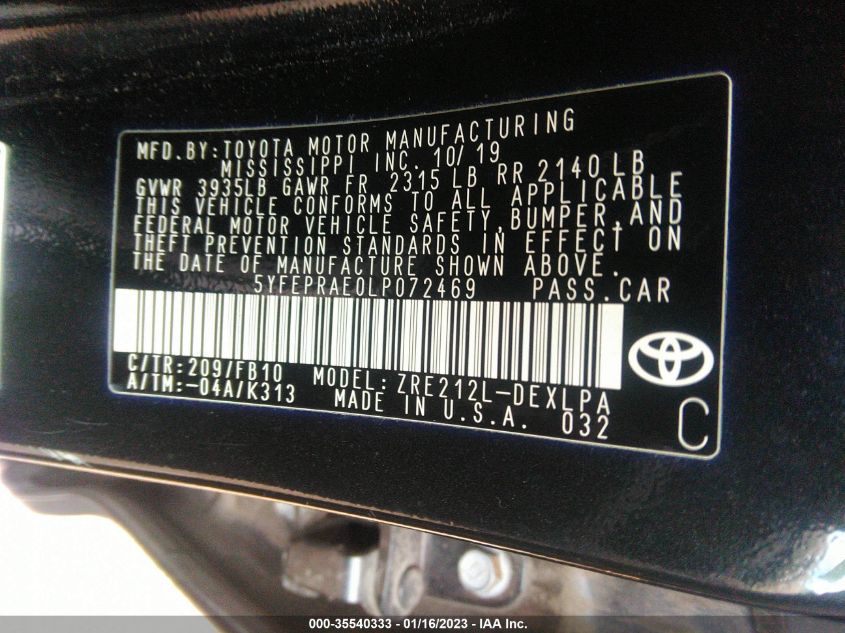 MFD.BY:TOYOTA MOTOR MANUFACTURING
MISSISSIPPI INC. 10/19
GVWR 3935LB GAWR FR 2315 LB RR 2140 LB
THIS VEHICLE CONFORMS TO ALL APPLICABLE
FEDERAL MOTOR VEHICLE SAFETY,BUMPER,AND
THEFT PREVENTION STANDARDS IN EFFECT ON
THE DATE OF MANUFACTURE SHOWN ABOVE.
5YFEPRAE0LP072469 PASS.CAR
C/TR:209/FB10 MODEL:ZRE212L-DEXLPA
A/TM:-04A/K313 MADE IN U.S.A. 032
C
000-35540333 - 01/16/2023 - IAA Inc.